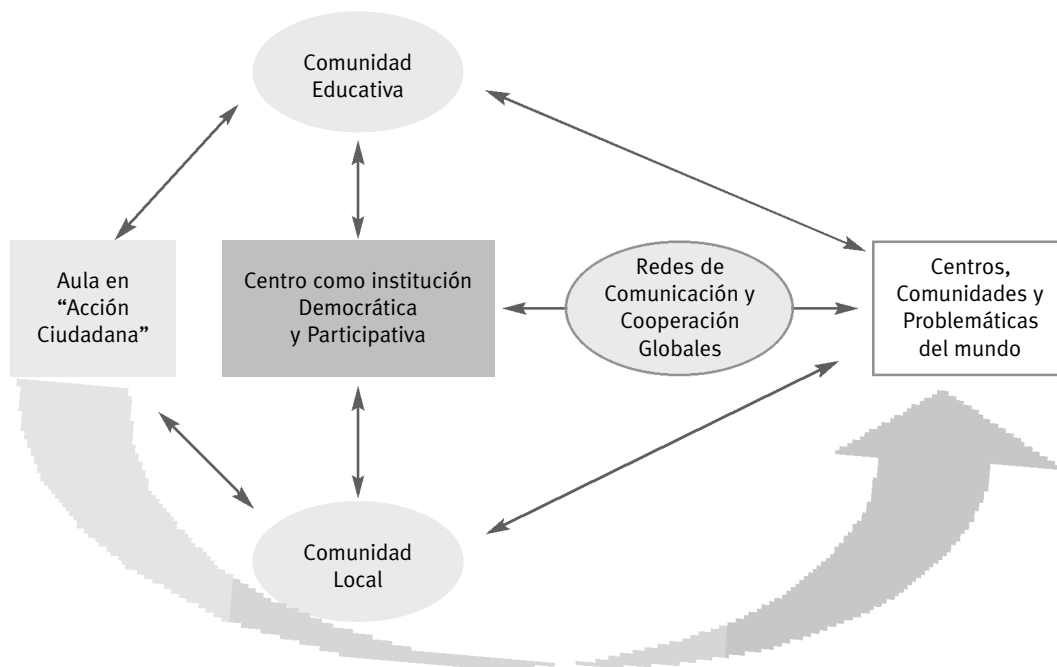 Comunidad
Educativa
Aula en
“Acción
Ciudadana”
Centro como institución
Democrática
y Participativa
Redes de
Comunicación y
Cooperación
Globales
Centros,
Comunidades y
Problemáticas
del mundo
Comunidad
Local